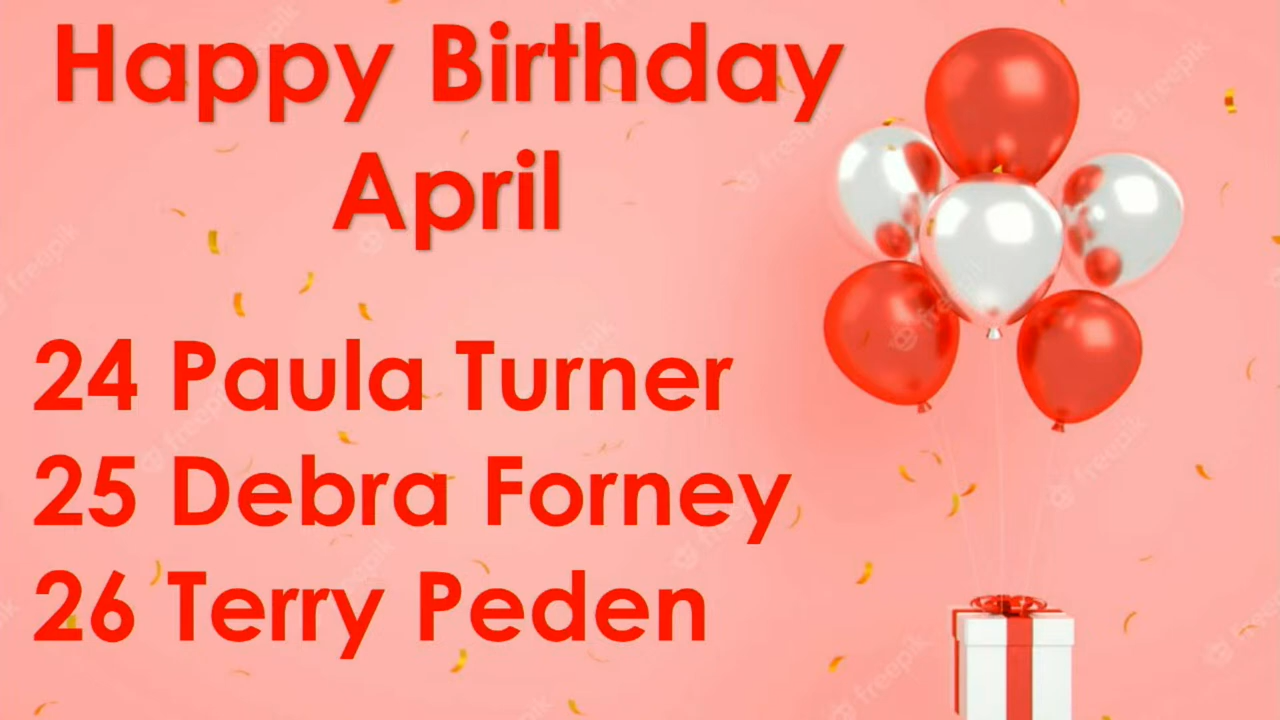 Happy Birthday
April
24 Paula Turner
25 Debra Forney
26 Terry Peden